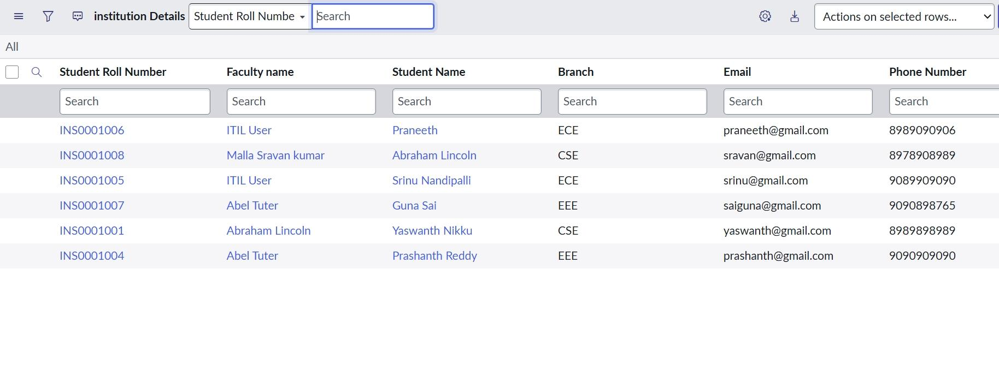 institution Details Student Roll Numbe Search Actions on selected rows...
All
Student Roll Number Faculty name Student Name Branch Email Phone Number
Search Search Search Search Search Search
INS0001006 ITIL User Praneeth ECE praneeth@gmail.com 8989090906
INS0001008 Malla Sravan kumar Abraham Lincoln CSE sravan@gmail.com 8978908989
INS0001005 ITIL User Srinu Nandipalli ECE srinu@gmail.com 9089909090
INS0001007 Abel Tuter Guna Sai EEE saiguna@gmail.com 9090898765
INS0001001 Abraham Lincoln Yaswanth Nikku CSE yaswanth@gmail.com 8989898989
INS0001004 Abel Tuter Prashanth Reddy EEE prashanth@gmail.com 9090909090